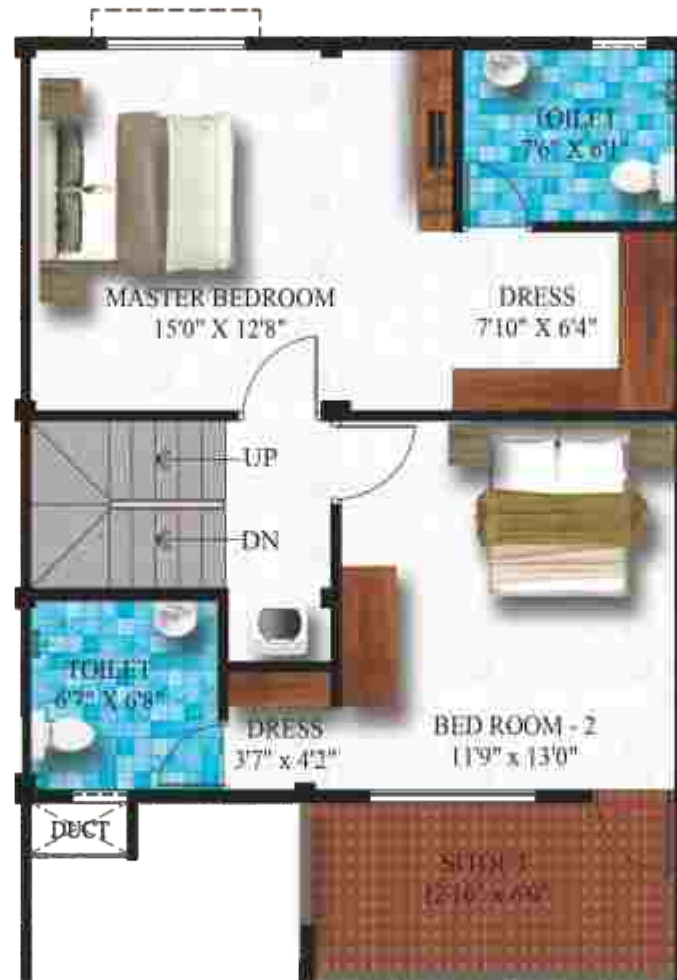 TOILET
7'6" X 6'1"
MASTER BEDROOM
15'0" X 12'8"
DRESS
7'10" X 6'4"
UP
DN
TOILET
6'7" X 6'8"
DRESS
3'7" x 4'2"
BED ROOM - 2
11'9" x 13'0"
DUCT
SITOUT